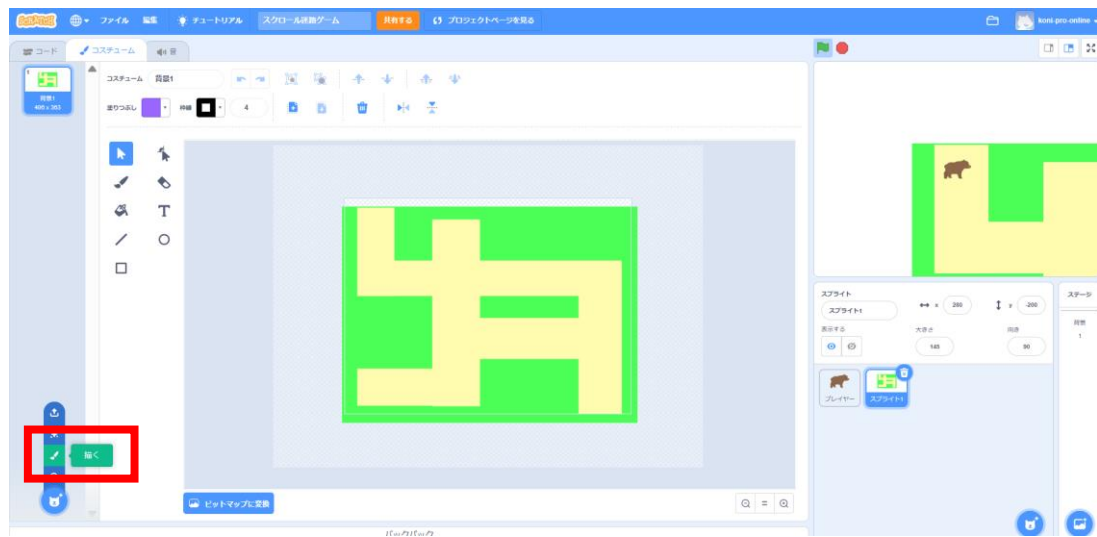 SCRATCH ファイル 編集 チュートリアル スクロール迷路ゲーム 共有する プロジェクトページを見る koni-pro-online
コード コスチューム 音
1 コスチューム 背景1
背景1
塗りつぶし 枠線 4
スプライト ステージ
スプライト1 x 200 y -200
表示する 大きさ 向き 背景
140 90 1
プレイヤー スプライト1
描く
ビットマップに変換
バックパック